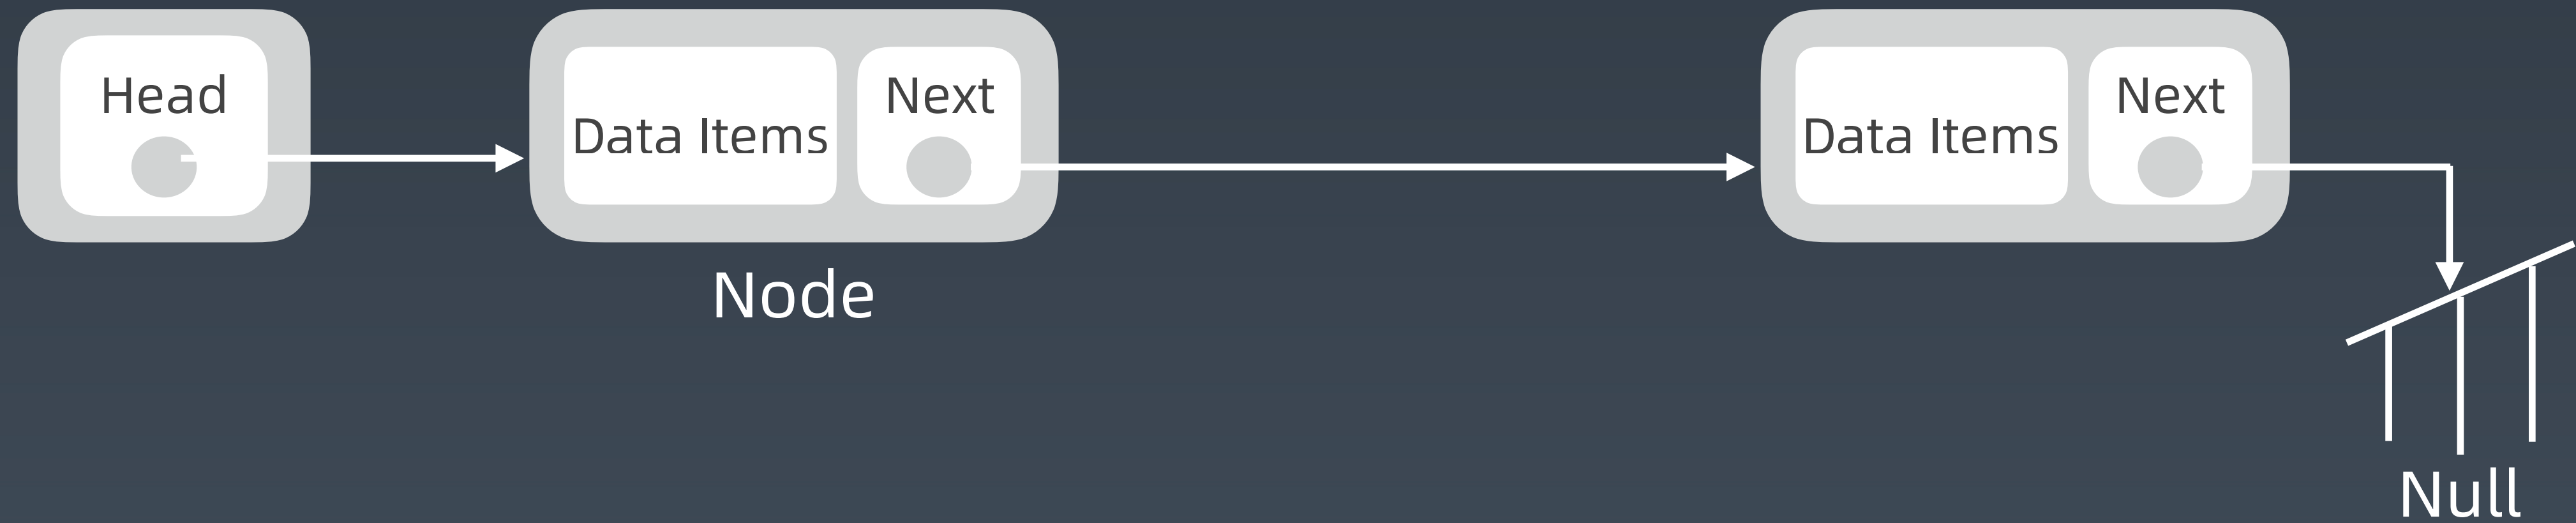 Head
Data Items
Next
Data Items
Next
Node
Null